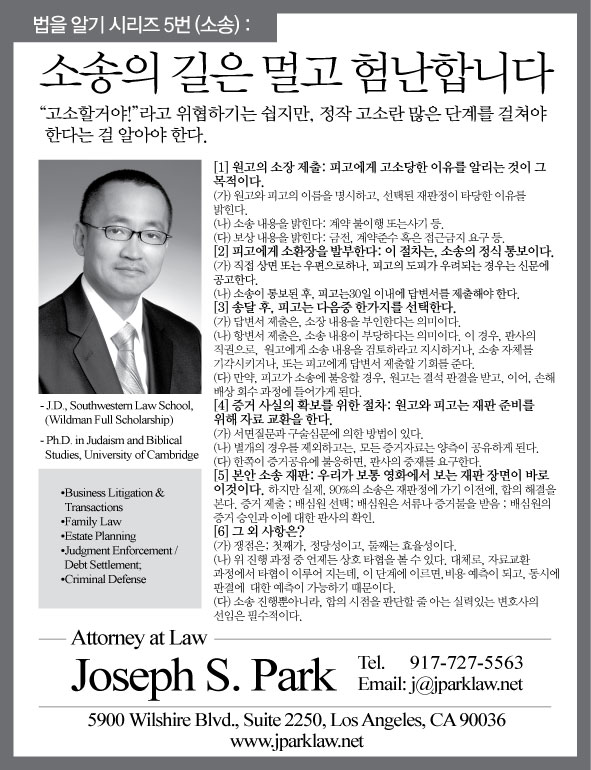 법을 알기 시리즈 5번 (소송) :
소송의 길은 멀고 험난합니다
“고소할거야!”라고 위협하기는 쉽지만, 정작 고소란 많은 단계를 걸쳐야
한다는 걸 알아야 한다.
[1] 원고의 소장 제출: 피고에게 고소당한 이유를 알리는 것이 그
목적이다.
(가) 원고와 피고의 이름을 명시하고, 선택된 재판정이 타당한 이유를
밝힌다.
(나) 소송 내용을 밝힌다: 계약 불이행 또는사기 등.
(다) 보상 내용을 밝힌다: 금전, 계약준수 혹은 접근금지 요구 등.
[2] 피고에게 소환장을 발부한다: 이 절차는, 소송의 정식 통보이다.
(가) 직접 상면 또는 우편으로하나, 피고의 도피가 우려되는 경우는 신문에
공고한다.
(나) 소송이 통보된 후, 피고는30일 이내에 답변서를 제출해야 한다.
[3] 송달 후, 피고는 다음중 한가지를 선택한다.
(가) 답변서 제출은, 소장 내용을 부인한다는 의미이다.
(나) 항변서 제출은, 소송 내용이 부당하다는 의미이다. 이 경우, 판사의
직권으로, 원고에게 소송 내용을 검토하라고 지시하거나, 소송 자체를
기각시키거나, 또는 피고에게 답변서 제출할 기회를 준다.
(다) 만약, 피고가 소송에 불응할 경우, 원고는 결석 판결을 받고, 이어, 손해
배상 회수 과정에 들어가게 된다.
[4] 증거 사실의 확보를 위한 절차: 원고와 피고는 재판 준비를
위해 자료 교환을 한다.
(가) 서면질문과 구술심문에 의한 방법이 있다.
(나) 별개의 경우를 제외하고는, 모든 증거자료는 양측이 공유하게 된다.
(다) 한쪽이 증거공유에 불응하면, 판사의 중재를 요구한다.
[5] 본안 소송 재판: 우리가 보통 영화에서 보는 재판 장면이 바로
이것이다. 하지만 실제, 90%의 소송은 재판정에 가기 이전에, 합의 해결을
본다. 증거 제출 ; 배심원 선택; 배심원은 서류나 증거물을 받음 ; 배심원의
증거 승인과 이에 대한 판사의 확인.
[6] 그 외 사항은?
(가) 쟁점은: 첫째가, 정당성이고, 둘째는 효율성이다.
(나) 위 진행 과정 중 언제든 상호 타협을 볼 수 있다. 대체로, 자료교환
과정에서 타협이 이루어 지는데, 이 단계에 이르면,비용 예측이 되고, 동시에
판결에 대한 예측이 가능하기 때문이다.
(다) 소송 진행뿐아니라, 합의 시점을 판단할 줄 아는 실력있는 변호사의
선임은 필수적이다.
- J.D., Southwestern Law School,
(Wildman Full Scholarship)
- Ph.D. in Judaism and Biblical
Studies, University of Cambridge
•Business Litigation &
Transactions
•Family Law
•Estate Planning
•Judgment Enforcement /
Debt Settlement;
•Criminal Defense
Attorney at Law
Joseph S. Park
Tel. 917-727-5563
Email: j@jparklaw.net
5900 Wilshire Blvd., Suite 2250, Los Angeles, CA 90036
www.jparklaw.net